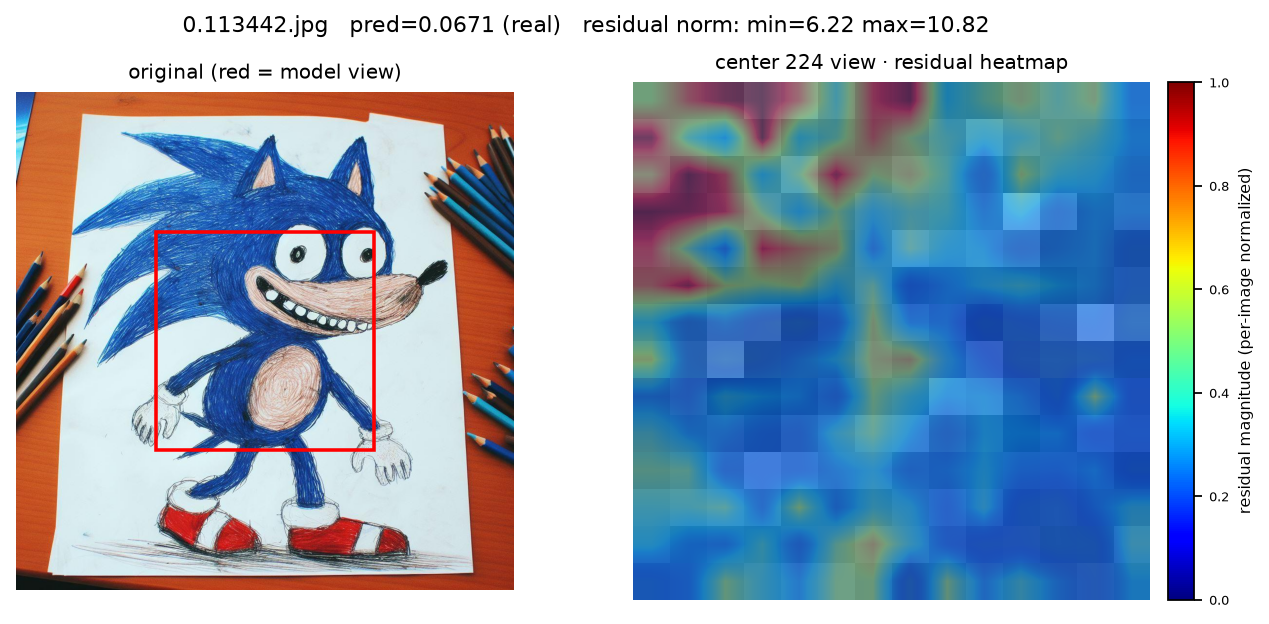 0.113442.jpg   pred=0.0671 (real)   residual norm: min=6.22 max=10.82
original (red = model view)
center 224 view · residual heatmap
1.0
0.8
0.6
0.4
0.2
0.0
residual magnitude (per-image normalized)